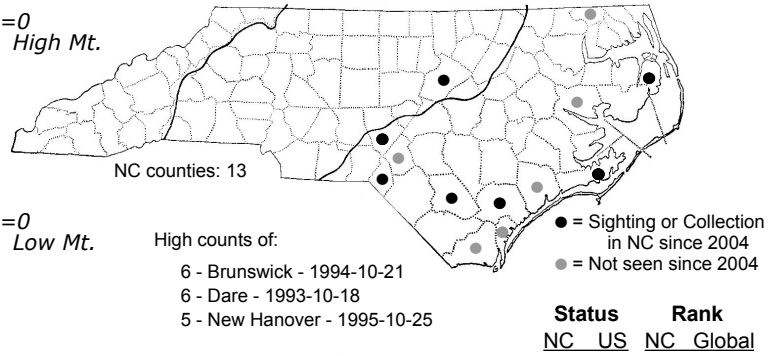 =0
High Mt.
NC counties: 13
=0
Low Mt.
High counts of:
6 - Brunswick - 1994-10-21
6 - Dare - 1993-10-18
5 - New Hanover - 1995-10-25
= Sighting or Collection
in NC since 2004
= Not seen since 2004
Status Rank
NC US NC Global